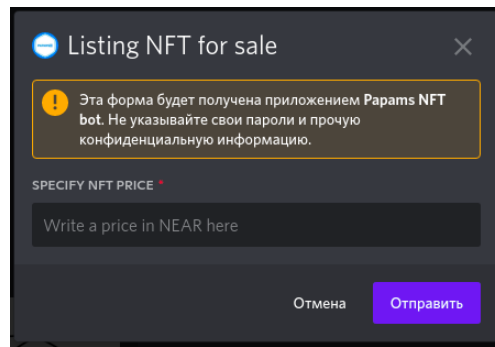 Listing NFT for sale
Эта форма будет получена приложением Papams NFT
bot. Не указывайте свои пароли и прочую
конфиденциальную информацию.
SPECIFY NFT PRICE *
Write a price in NEAR here
Отмена
Отправить